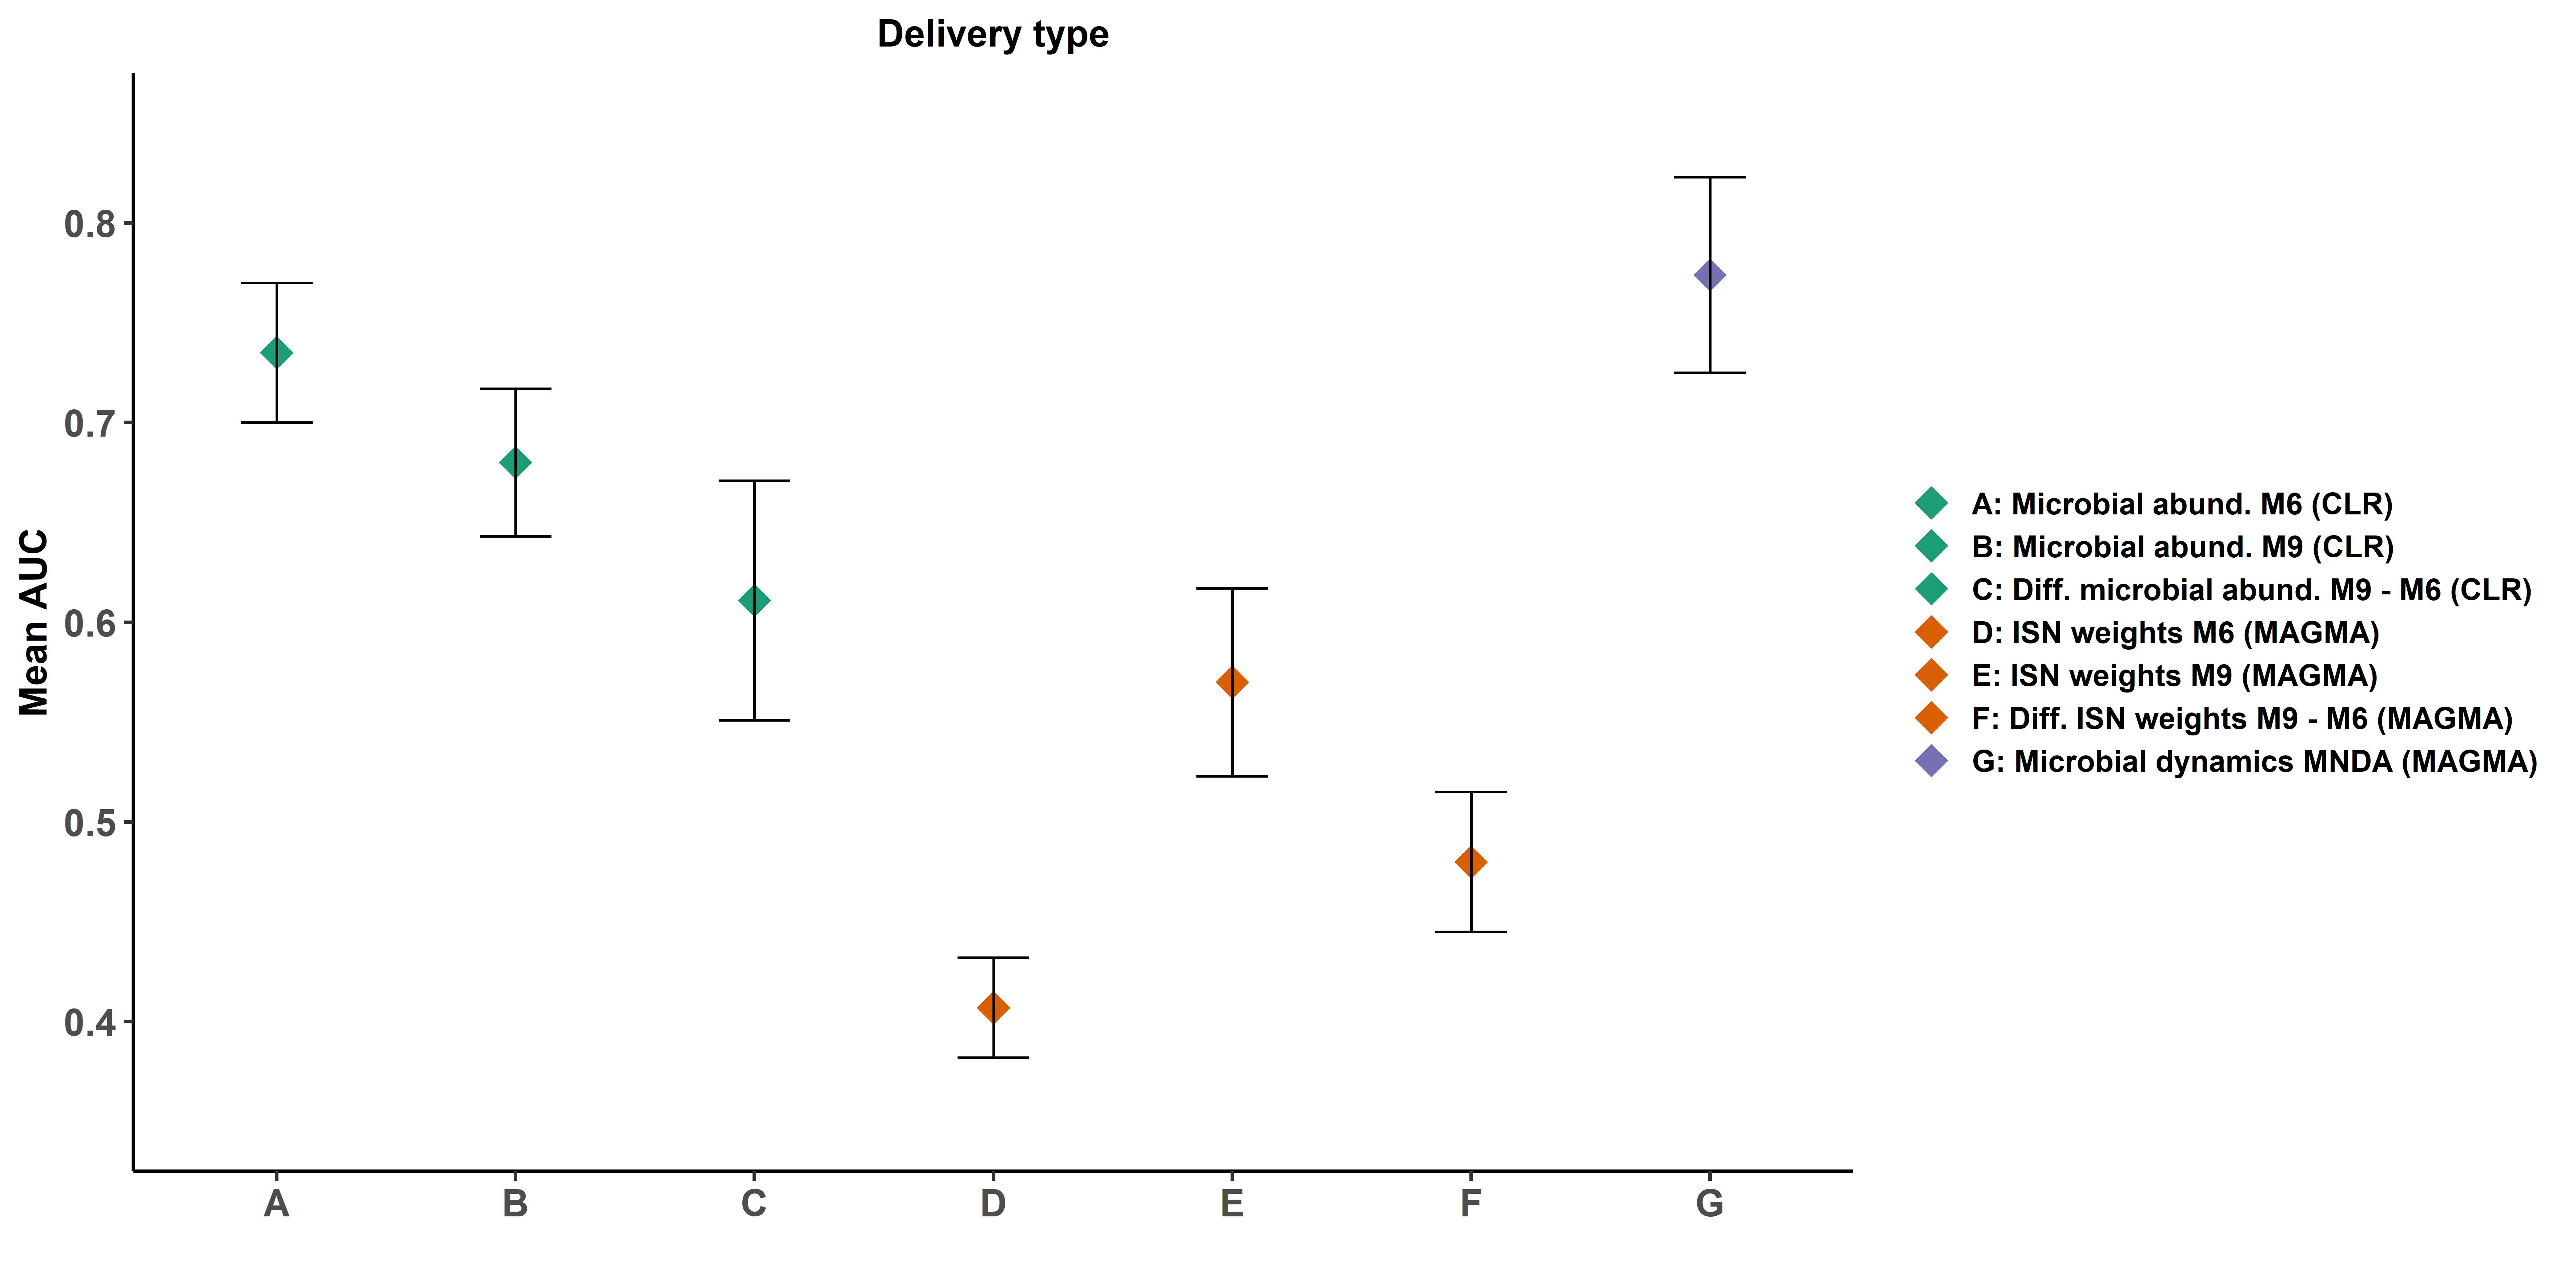 Delivery type
Mean AUC
0.8
0.7
0.6
0.5
0.4
A B C D E F G
A: Microbial abund. M6 (CLR)
B: Microbial abund. M9 (CLR)
C: Diff. microbial abund. M9 - M6 (CLR)
D: ISN weights M6 (MAGMA)
E: ISN weights M9 (MAGMA)
F: Diff. ISN weights M9 - M6 (MAGMA)
G: Microbial dynamics MNDA (MAGMA)